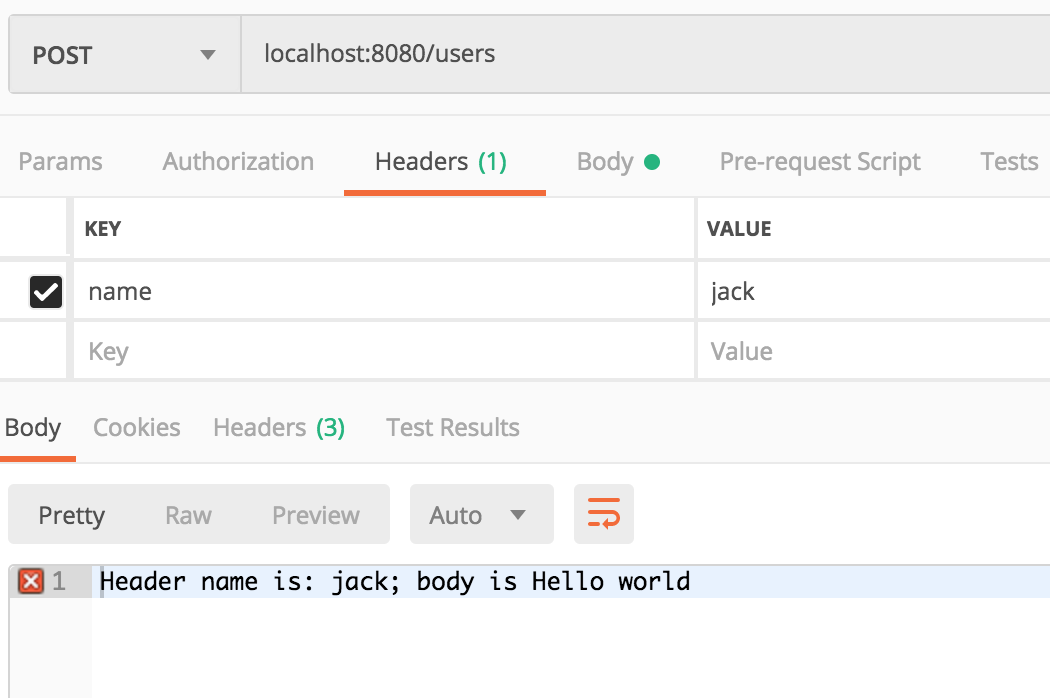 POST localhost:8080/users
Params Authorization Headers (1) Body Pre-request Script Tests
KEY VALUE
name jack
Key Value
Body Cookies Headers (3) Test Results
Pretty Raw Preview Auto
1 Header name is: jack; body is Hello world